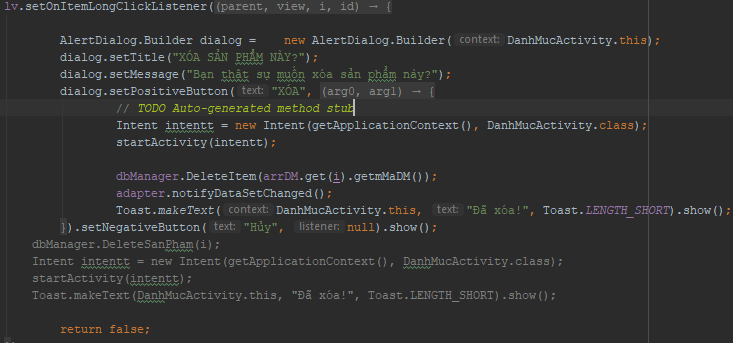 lv.setOnItemLongClickListener((parent, view, i, id) → {
AlertDialog.Builder dialog = new AlertDialog.Builder( context: DanhMucActivity.this);
dialog.setTitle("XÓA SẢN PHẨM NÀY?");
dialog.setMessage("Bạn thất sự muốn xóa sản phẩm này?");
dialog.setPositiveButton( text: "XÓA", (arg0, arg1) → {
// TODO Auto-generated method stub
Intent intentt = new Intent(getApplicationContext(), DanhMucActivity.class);
startActivity(intentt);
dbManager.DeleteItem(arrDM.get(i).getmMaDM());
adapter.notifyDataSetChanged();
Toast.makeText( context: DanhMucActivity.this, text: "Đã xóa!", Toast.LENGTH_SHORT).show();
}).setNegativeButton( text: "Hủy", listener: null).show();
dbManager.DeleteSanPham(i);
Intent intentt = new Intent(getApplicationContext(), DanhMucActivity.class);
startActivity(intentt);
Toast.makeText(DanhMucActivity.this, "Đã xóa!", Toast.LENGTH_SHORT).show();
return false;